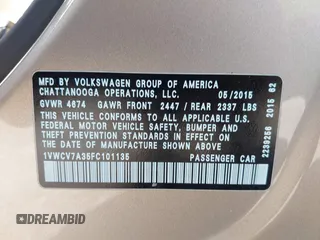 MFD BY VOLKSWAGEN GROUP OF AMERICA
CHATTANOOGA OPERATIONS, LLC. 05/2015
GVWR 4674 GAWR FRONT 2447 / REAR 2337 LBS
THIS VEHICLE CONFORMS TO ALL APPLICABLE US
FEDERAL MOTOR VEHICLE SAFETY, BUMPER AND
THEFT PREVENTION STANDARDS IN EFFECT ON
THE DATE OF MANUFACTURE SHOWN ABOVE
1VWCV7A35FC101135 PASSENGER CAR
2239256 2015 62
DREAMBID